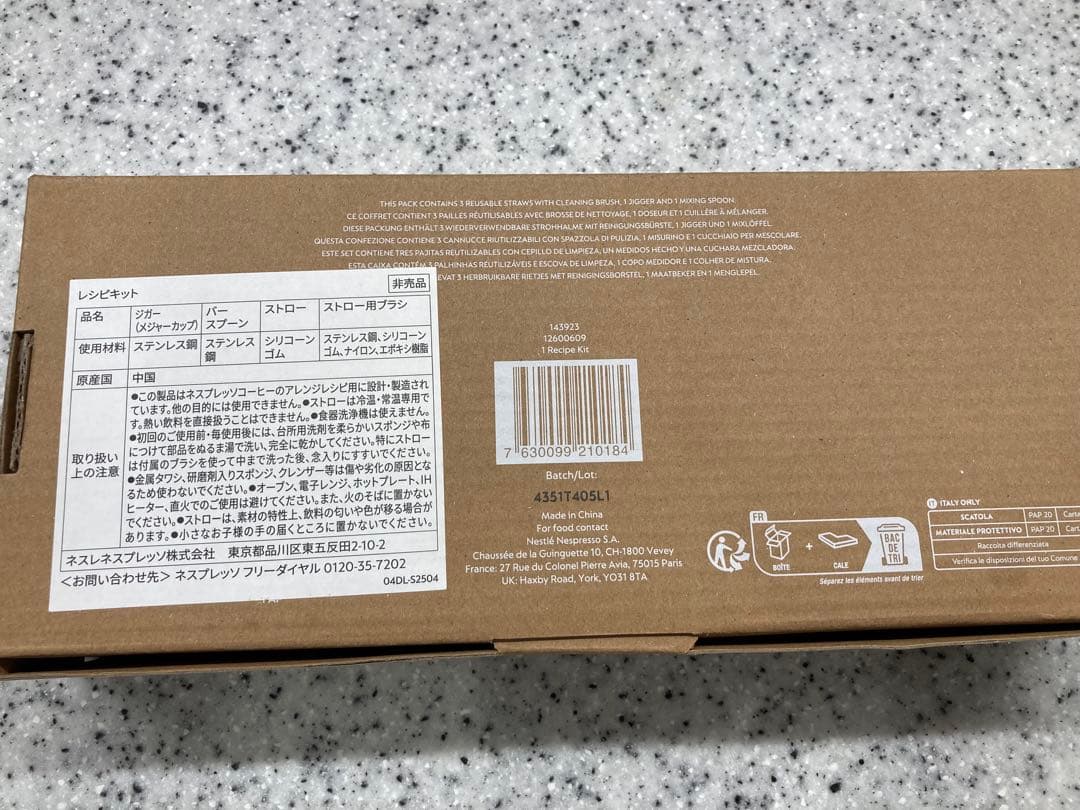 THIS PACK CONTAINS 3 REUSABLE STRAWS WITH CLEANING BRUSH, 1 JIGGER AND 1 MIXING SPOON.
CE COFFRET CONTIENT 3 PAILLES RÉUTILISABLES AVEC BROSSE DE NETTOYAGE, 1 DOSEUR ET 1 CUILLÈRE À MÉLANGER.
DIESE PACKUNG ENTHÄLT 3 WIEDERVERWENDBARE STROHHALME MIT REINIGUNGSBÜRSTE, 1 JIGGER UND 1 MIXLÖFFEL.
QUESTA CONFEZIONE CONTIENE 3 CANNUCCE RIUTILIZZABILI CON SPAZZOLA DI PULIZIA, 1 MISURINO E 1 CUCCHIAIO PER MESCOLARE.
ESTE SET CONTIENE TRES PAJITAS REUTILIZABLES CON CEPILLO DE LIMPIEZA, UN MEDIDOS HECHO Y UNA CUCHARA MEZCLADORA.
ESTA CAIXA CONTÉM 3 PALHINHAS REUTILIZÁVEIS E ESCOVA DE LIMPEZA, 1 COPO MEDIDOR E 1 COLHER DE MISTURA.
EVAT 3 HERBRUIKBARE RIETJES MET REINIGINGSBORSTEL, 1 MAATBEKER EN 1 MENGLEPEL.
レシピキット 非売品
品名 ジガー（メジャーカップ） バースプーン ストロー ストロー用ブラシ
使用材料 ステンレス鋼 ステンレス鋼 シリコーンゴム ステンレス鋼、シリコーンゴム、ナイロン、エポキシ樹脂
原産国 中国
取り扱い上の注意
●この製品はネスプレッソコーヒーのアレンジレシピ用に設計・製造され
ています。他の目的には使用できません。●ストローは冷温・常温専用で
す。熱い飲料を直接扱うことはできません。●食器洗浄機は使えません。
●初回のご使用前・毎使用後には、台所用洗剤を柔らかいスポンジや布
につけて部品をぬるま湯で洗い、完全に乾かしてください。特にストロー
は付属のブラシを使って中まで洗った後、念入りにすすいでください。
●金属タワシ、研磨剤入りスポンジ、クレンザー等は傷や劣化の原因とな
るため使わないでください。●オーブン、電子レンジ、ホットプレート、IH
ヒーター、直火でのご使用は避けてください。また、火のそばに置かない
でください。●ストローは、素材の特性上、飲料の匂いや色が移る場合が
あります。●小さなお子様の手の届くところに置かないでください。
ネスレネスプレッソ株式会社 東京都品川区東五反田2-10-2
＜お問い合わせ先＞ ネスプレッソ フリーダイヤル 0120-35-7202
04DL-S2504
143923
12600609
1 Recipe Kit
7 630099 210184
Batch/Lot:
4351T405L1
Made in China
For food contact
Nestlé Nespresso S.A.
Chaussée de la Guinguette 10, CH-1800 Vevey
France: 27 Rue du Colonel Pierre Avia, 75015 Paris
UK: Haxby Road, York, YO31 8TA
FR
BOÎTE + CALE
BAC DE TRI
Séparez les éléments avant de trier
IT ITALY ONLY
SCATOLA PAP 20 Carta
MATERIALE PROTETTIVO PAP 20 Carta
Raccolta differenziata
Verifica le disposizioni del tuo Comune